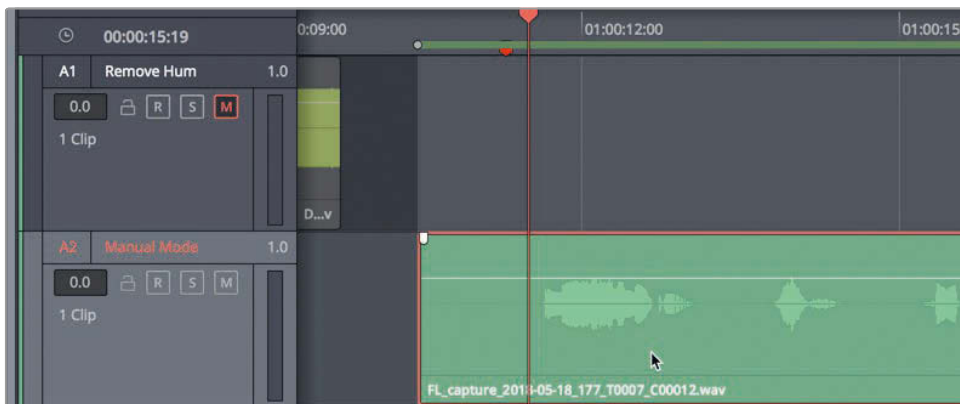 00:00:15:19
0:09:00
01:00:12:00
01:00:15
A1 Remove Hum 1.0
0.0 R S M
1 Clip
D...v
A2 Manual Mode 1.0
0.0 R S M
1 Clip
FL_capture_2018-05-18_177_T0007_C00012.wav